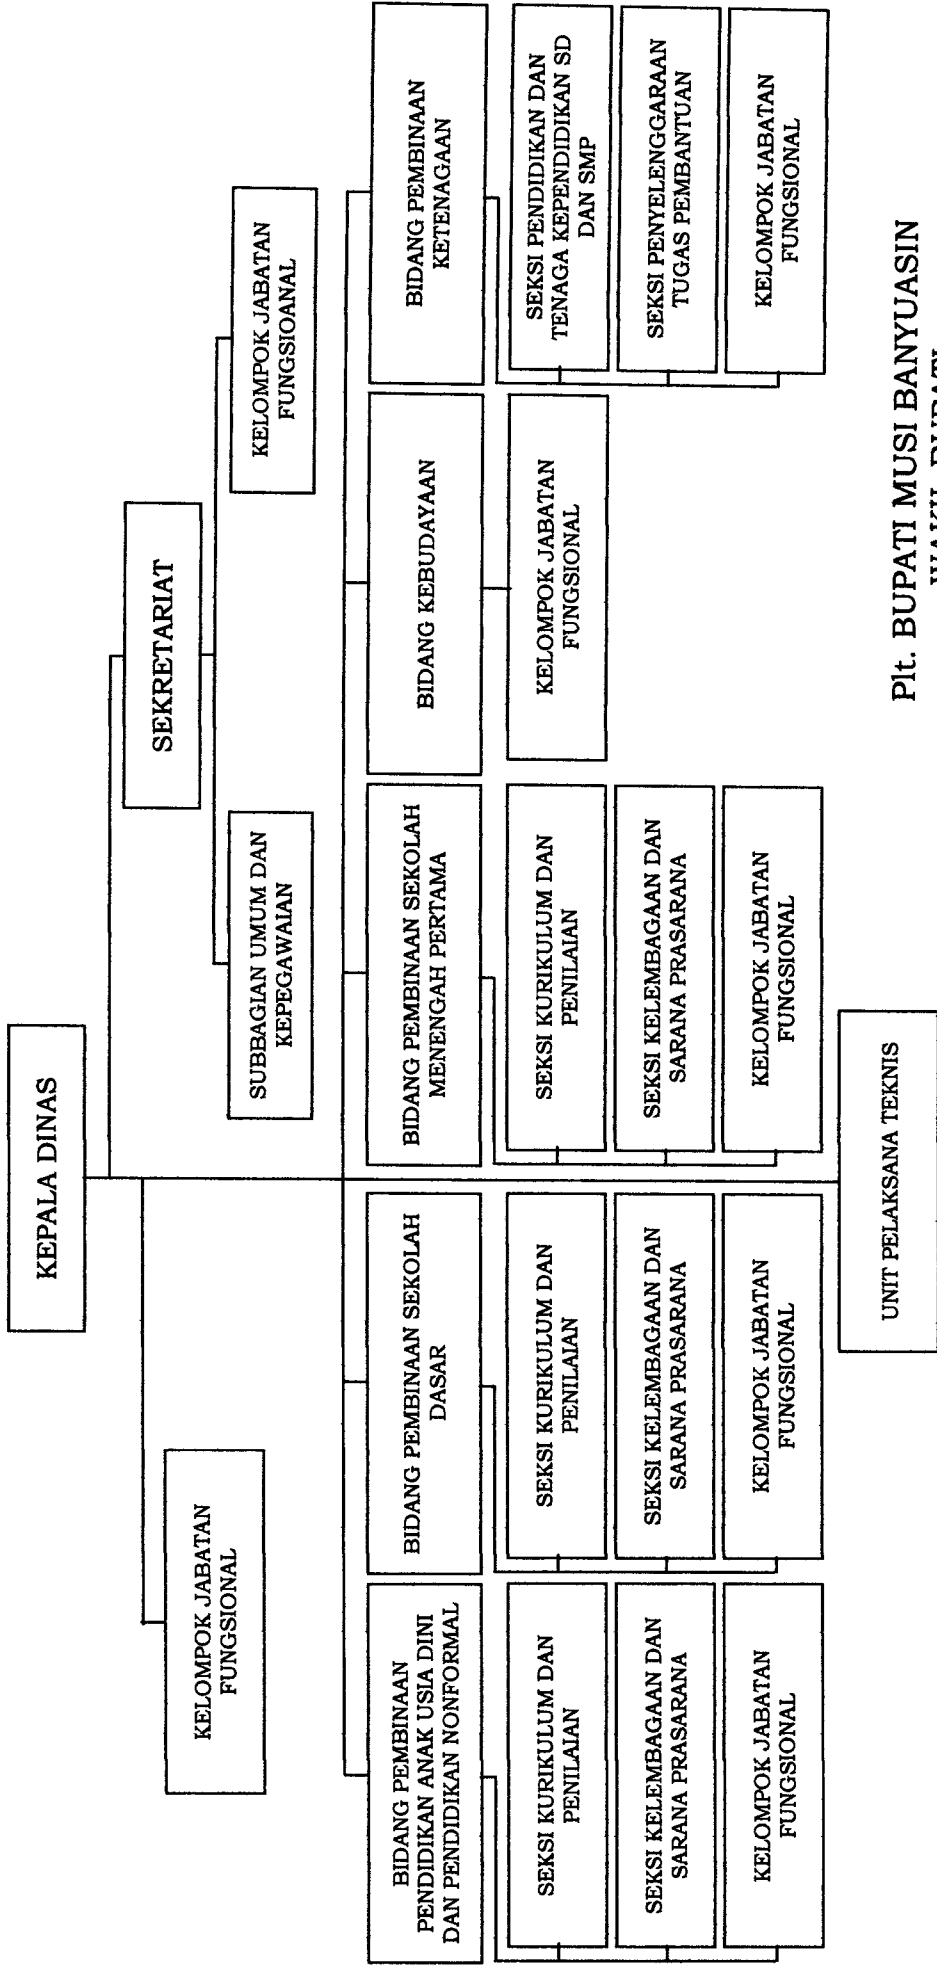 KEPALA DINAS
KELOMPOK JABATAN
FUNGSIONAL
SEKRETARIAT
SUBBAGIAN UMUM DAN
KEPEGAWAIAN
KELOMPOK JABATAN
FUNGSIOANAL
BIDANG PEMBINAAN
PENDIDIKAN ANAK USIA DINI
DAN PENDIDIKAN NONFORMAL
SEKSI KURIKULUM DAN
PENILAIAN
SEKSI KELEMBAGAAN DAN
SARANA PRASARANA
KELOMPOK JABATAN
FUNGSIONAL
BIDANG PEMBINAAN SEKOLAH
DASAR
SEKSI KURIKULUM DAN
PENILAIAN
SEKSI KELEMBAGAAN DAN
SARANA PRASARANA
KELOMPOK JABATAN
FUNGSIONAL
BIDANG PEMBINAAN SEKOLAH
MENENGAH PERTAMA
SEKSI KURIKULUM DAN
PENILAIAN
SEKSI KELEMBAGAAN DAN
SARANA PRASARANA
KELOMPOK JABATAN
FUNGSIONAL
BIDANG KEBUDAYAAN
KELOMPOK JABATAN
FUNGSIONAL
BIDANG PEMBINAAN
KETENAGAAN
SEKSI PENDIDIKAN DAN
TENAGA KEPENDIDIKAN SD
DAN SMP
SEKSI PENYELENGGARAAN
TUGAS PEMBANTUAN
KELOMPOK JABATAN
FUNGSIONAL
UNIT PELAKSANA TEKNIS
Plt. BUPATI MUSI BANYUASIN
WAKIL BUPATI